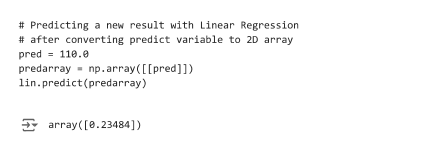 # Predicting a new result with Linear Regression
# after converting predict variable to 2D array
pred = 110.0
predarray = np.array([[pred]])
lin.predict(predarray)
array([0.23484])